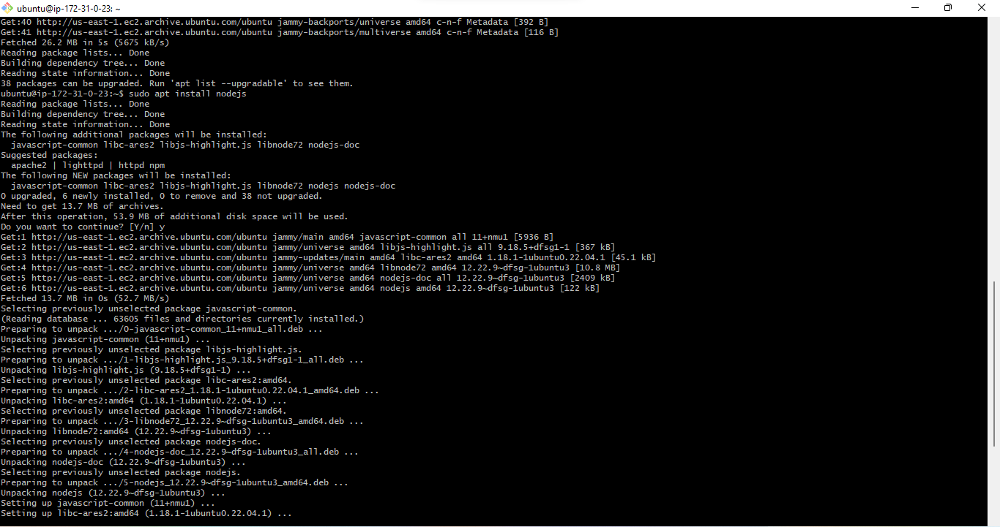 ubuntu@ip-172-31-0-23: ~
Get:40 http://us-east-1.ec2.archive.ubuntu.com/ubuntu jammy-backports/universe amd64 c-n-f Metadata [392 B]
Get:41 http://us-east-1.ec2.archive.ubuntu.com/ubuntu jammy-backports/multiverse amd64 c-n-f Metadata [116 B]
Fetched 26.2 MB in 5s (5675 kB/s)
Reading package lists... Done
Building dependency tree... Done
Reading state information... Done
38 packages can be upgraded. Run 'apt list --upgradable' to see them.
ubuntu@ip-172-31-0-23:~$ sudo apt install nodejs
Reading package lists... Done
Building dependency tree... Done
Reading state information... Done
The following additional packages will be installed:
  javascript-common libc-ares2 libjs-highlight.js libnode72 nodejs-doc
Suggested packages:
  apache2 | lighttpd | httpd npm
The following NEW packages will be installed:
  javascript-common libc-ares2 libjs-highlight.js libnode72 nodejs nodejs-doc
0 upgraded, 6 newly installed, 0 to remove and 38 not upgraded.
Need to get 13.7 MB of archives.
After this operation, 53.9 MB of additional disk space will be used.
Do you want to continue? [Y/n] y
Get:1 http://us-east-1.ec2.archive.ubuntu.com/ubuntu jammy/main amd64 javascript-common all 11+nmu1 [5936 B]
Get:2 http://us-east-1.ec2.archive.ubuntu.com/ubuntu jammy/universe amd64 libjs-highlight.js all 9.18.5+dfsg1-1 [367 kB]
Get:3 http://us-east-1.ec2.archive.ubuntu.com/ubuntu jammy-updates/main amd64 libc-ares2 amd64 1.18.1-1ubuntu0.22.04.1 [45.1 kB]
Get:4 http://us-east-1.ec2.archive.ubuntu.com/ubuntu jammy/universe amd64 libnode72 amd64 12.22.9~dfsg-1ubuntu3 [10.8 MB]
Get:5 http://us-east-1.ec2.archive.ubuntu.com/ubuntu jammy/universe amd64 nodejs-doc all 12.22.9~dfsg-1ubuntu3 [2409 kB]
Get:6 http://us-east-1.ec2.archive.ubuntu.com/ubuntu jammy/universe amd64 nodejs amd64 12.22.9~dfsg-1ubuntu3 [122 kB]
Fetched 13.7 MB in 0s (52.7 MB/s)
Selecting previously unselected package javascript-common.
(Reading database ... 63605 files and directories currently installed.)
Preparing to unpack .../0-javascript-common_11+nmu1_all.deb ...
Unpacking javascript-common (11+nmu1) ...
Selecting previously unselected package libjs-highlight.js.
Preparing to unpack .../1-libjs-highlight.js_9.18.5+dfsg1-1_all.deb ...
Unpacking libjs-highlight.js (9.18.5+dfsg1-1) ...
Selecting previously unselected package libc-ares2:amd64.
Preparing to unpack .../2-libc-ares2_1.18.1-1ubuntu0.22.04.1_amd64.deb ...
Unpacking libc-ares2:amd64 (1.18.1-1ubuntu0.22.04.1) ...
Selecting previously unselected package libnode72:amd64.
Preparing to unpack .../3-libnode72_12.22.9~dfsg-1ubuntu3_amd64.deb ...
Unpacking libnode72:amd64 (12.22.9~dfsg-1ubuntu3) ...
Selecting previously unselected package nodejs-doc.
Preparing to unpack .../4-nodejs-doc_12.22.9~dfsg-1ubuntu3_all.deb ...
Unpacking nodejs-doc (12.22.9~dfsg-1ubuntu3) ...
Selecting previously unselected package nodejs.
Preparing to unpack .../5-nodejs_12.22.9~dfsg-1ubuntu3_amd64.deb ...
Unpacking nodejs (12.22.9~dfsg-1ubuntu3) ...
Setting up javascript-common (11+nmu1) ...
Setting up libc-ares2:amd64 (1.18.1-1ubuntu0.22.04.1) ...